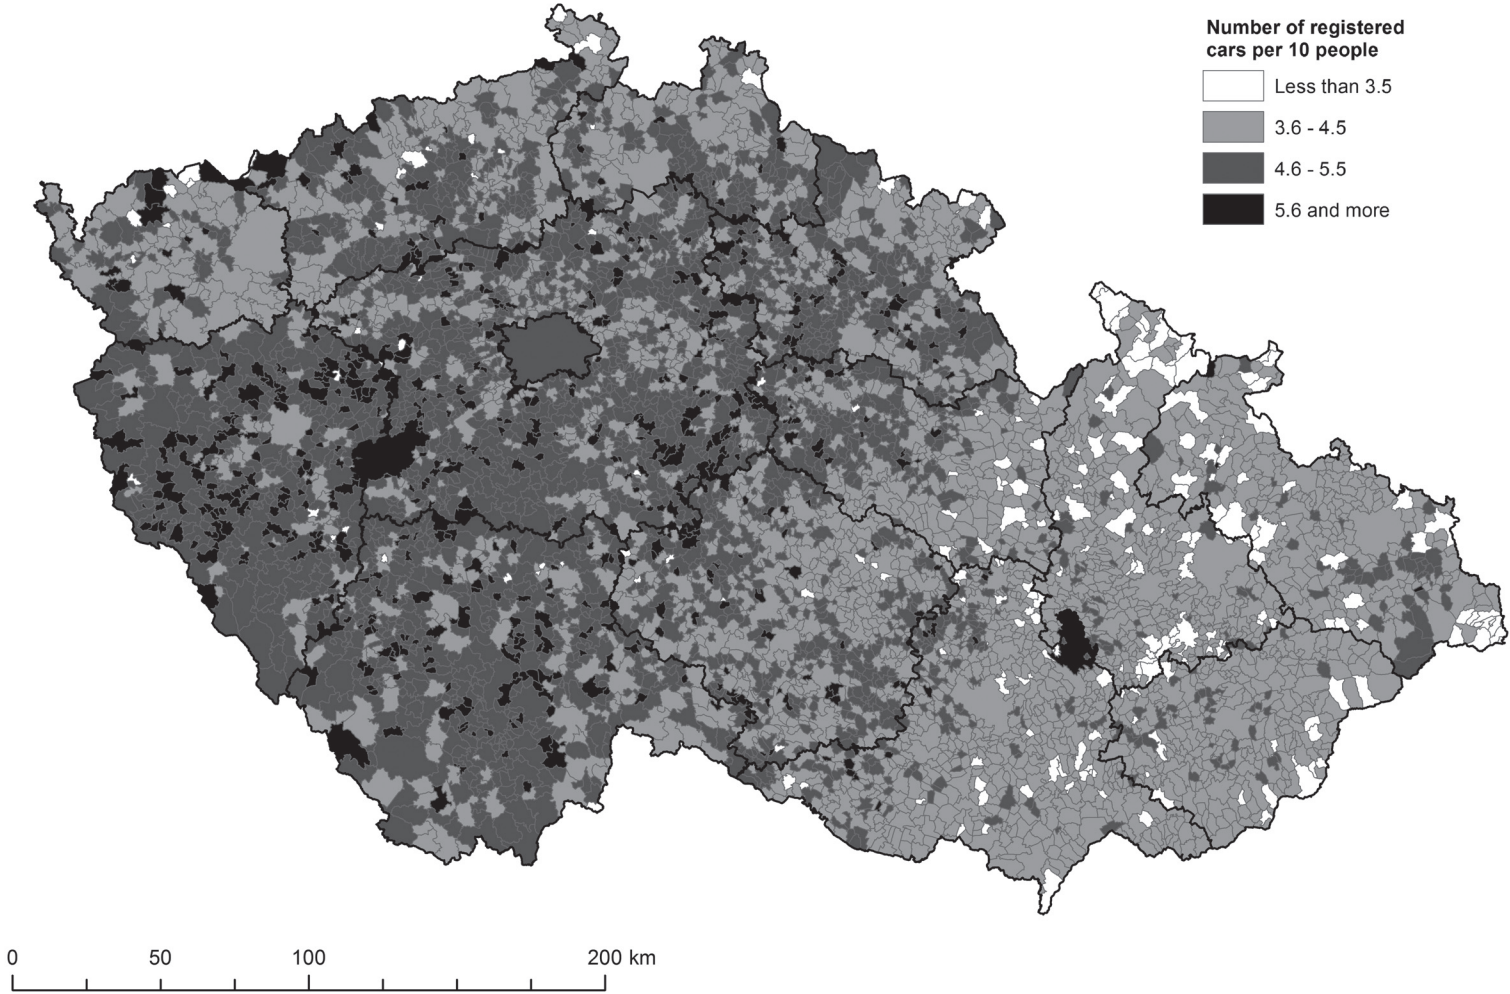 Number of registered
cars per 10 people
Less than 3.5
3.6 - 4.5
4.6 - 5.5
5.6 and more
0 50 100 200 km